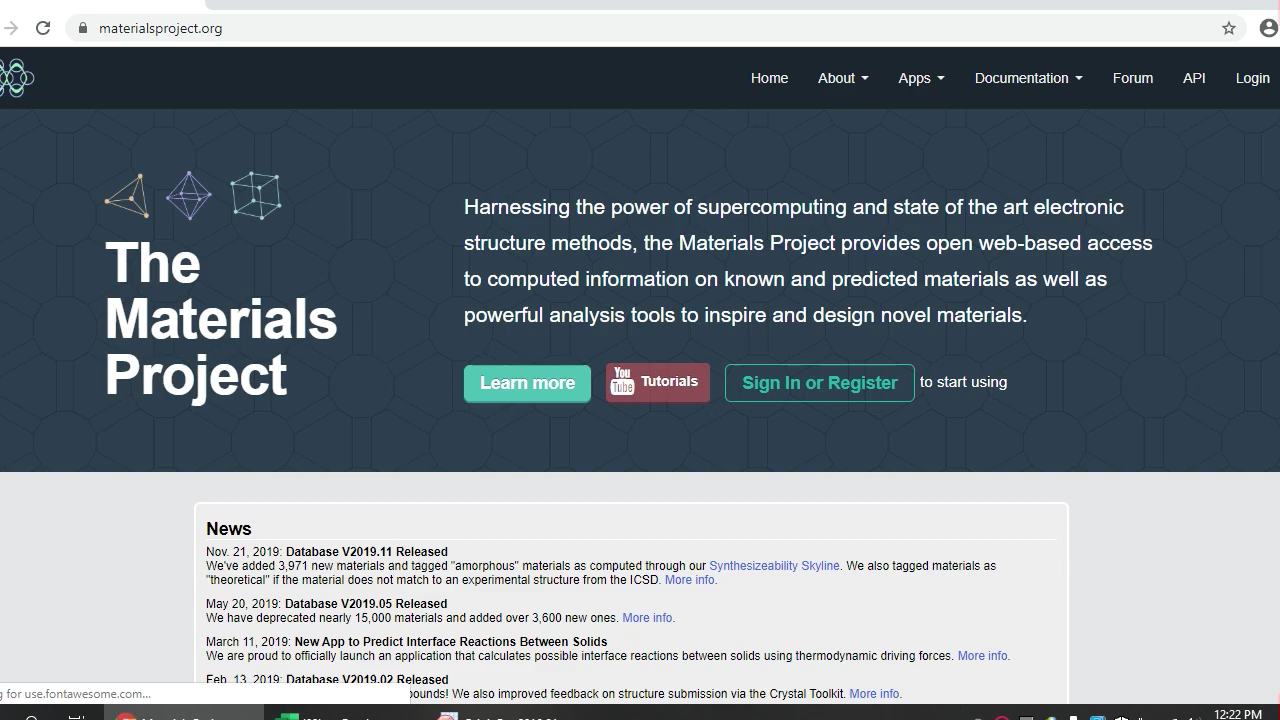 materialsproject.org
Home About Apps Documentation Forum API Login
The
Materials
Project
Harnessing the power of supercomputing and state of the art electronic
structure methods, the Materials Project provides open web-based access
to computed information on known and predicted materials as well as
powerful analysis tools to inspire and design novel materials.
Learn more You Tube Tutorials Sign In or Register to start using
News
Nov. 21, 2019: Database V2019.11 Released
We've added 3,971 new materials and tagged "amorphous" materials as computed through our Synthesizeability Skyline. We also tagged materials as
"theoretical" if the material does not match to an experimental structure from the ICSD. More info.
May 20, 2019: Database V2019.05 Released
We have deprecated nearly 15,000 materials and added over 3,600 new ones. More info.
March 11, 2019: New App to Predict Interface Reactions Between Solids
We are proud to officially launch an application that calculates possible interface reactions between solids using thermodynamic driving forces. More info.
Feb. 13, 2019: Database V2019.02 Released
g for use.fontawesome.com... pounds! We also improved feedback on structure submission via the Crystal Toolkit. More info.
12:22 PM